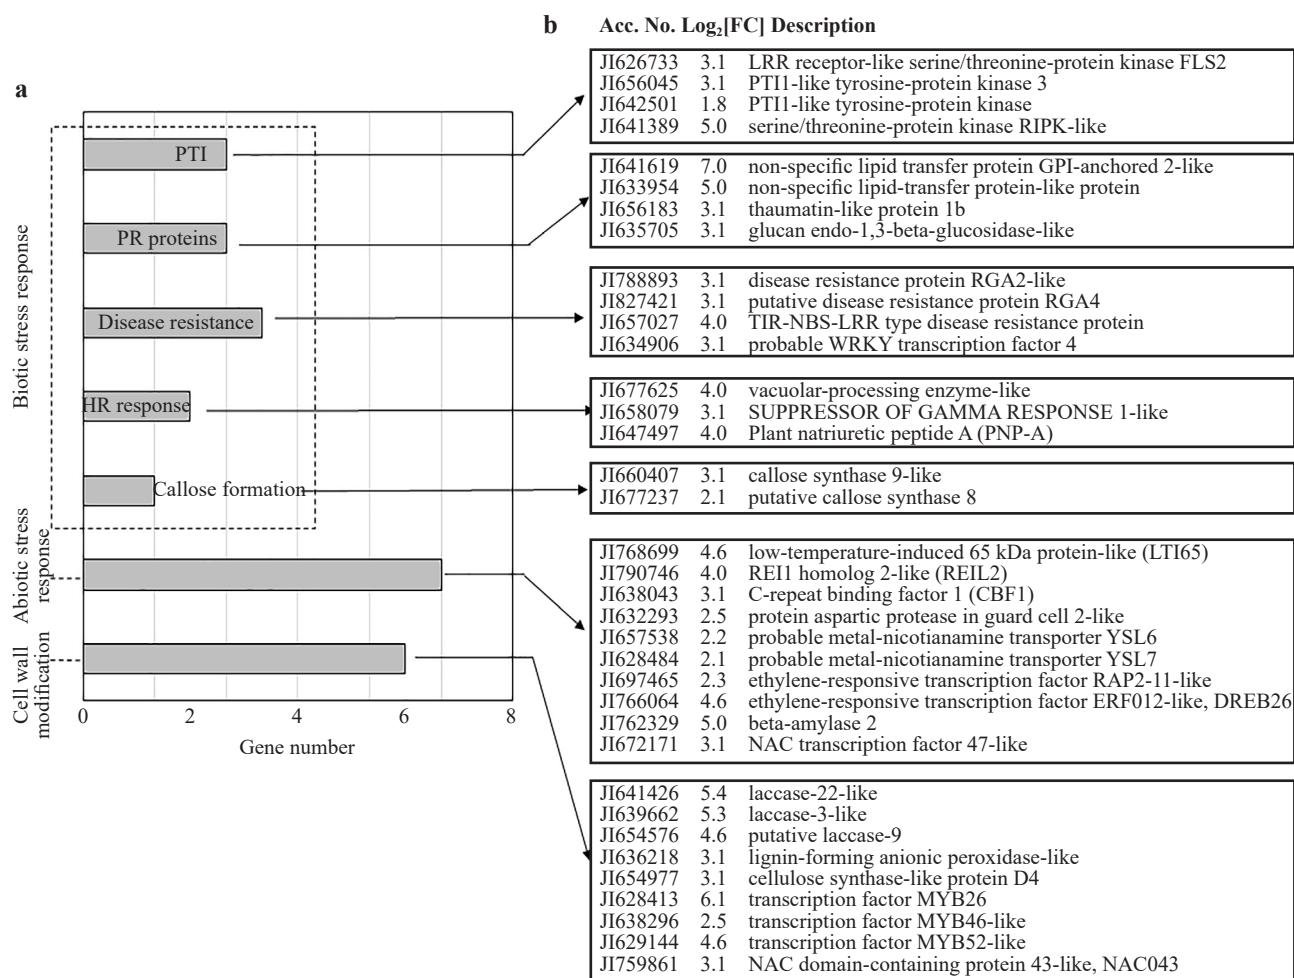 a
PTI
PR proteins
Disease resistance
HR response
Callose formation
Biotic stress response
Abiotic stress
response
Cell wall
modification
0 2 4 6 8
Gene number
b Acc. No. Log₂[FC] Description
JI626733 3.1 LRR receptor-like serine/threonine-protein kinase FLS2
JI656045 3.1 PTI1-like tyrosine-protein kinase 3
JI642501 1.8 PTI1-like tyrosine-protein kinase
JI641389 5.0 serine/threonine-protein kinase RIPK-like
JI641619 7.0 non-specific lipid transfer protein GPI-anchored 2-like
JI633954 5.0 non-specific lipid-transfer protein-like protein
JI656183 3.1 thaumatin-like protein 1b
JI635705 3.1 glucan endo-1,3-beta-glucosidase-like
JI788893 3.1 disease resistance protein RGA2-like
JI827421 3.1 putative disease resistance protein RGA4
JI657027 4.0 TIR-NBS-LRR type disease resistance protein
JI634906 3.1 probable WRKY transcription factor 4
JI677625 4.0 vacuolar-processing enzyme-like
JI658079 3.1 SUPPRESSOR OF GAMMA RESPONSE 1-like
JI647497 4.0 Plant natriuretic peptide A (PNP-A)
JI660407 3.1 callose synthase 9-like
JI677237 2.1 putative callose synthase 8
JI768699 4.6 low-temperature-induced 65 kDa protein-like (LTI65)
JI790746 4.0 REI1 homolog 2-like (REIL2)
JI638043 3.1 C-repeat binding factor 1 (CBF1)
JI632293 2.5 protein aspartic protease in guard cell 2-like
JI657538 2.2 probable metal-nicotianamine transporter YSL6
JI628484 2.1 probable metal-nicotianamine transporter YSL7
JI697465 2.3 ethylene-responsive transcription factor RAP2-11-like
JI766064 4.6 ethylene-responsive transcription factor ERF012-like, DREB26
JI762329 5.0 beta-amylase 2
JI672171 3.1 NAC transcription factor 47-like
JI641426 5.4 laccase-22-like
JI639662 5.3 laccase-3-like
JI654576 4.6 putative laccase-9
JI636218 3.1 lignin-forming anionic peroxidase-like
JI654977 3.1 cellulose synthase-like protein D4
JI628413 6.1 transcription factor MYB26
JI638296 2.5 transcription factor MYB46-like
JI629144 4.6 transcription factor MYB52-like
JI759861 3.1 NAC domain-containing protein 43-like, NAC043